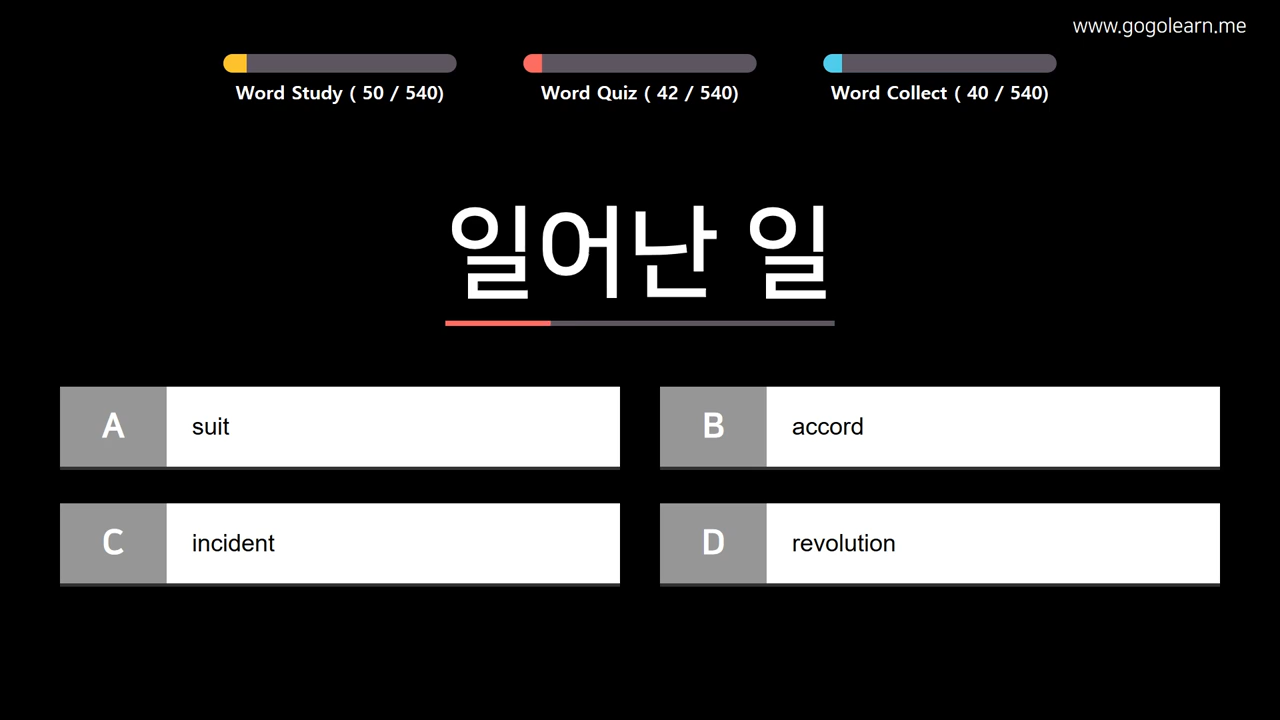 www.gogolearn.me
Word Study ( 50 / 540)
Word Quiz ( 42 / 540)
Word Collect ( 40 / 540)
일어난 일
A suit
B accord
C incident
D revolution